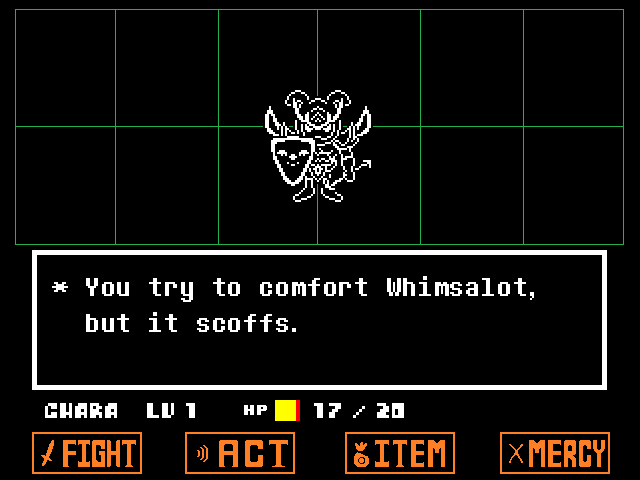 * You try to comfort Whimsalot,
but it scoffs.
CHARA LV 1 HP 17 / 20
FIGHT ACT ITEM MERCY